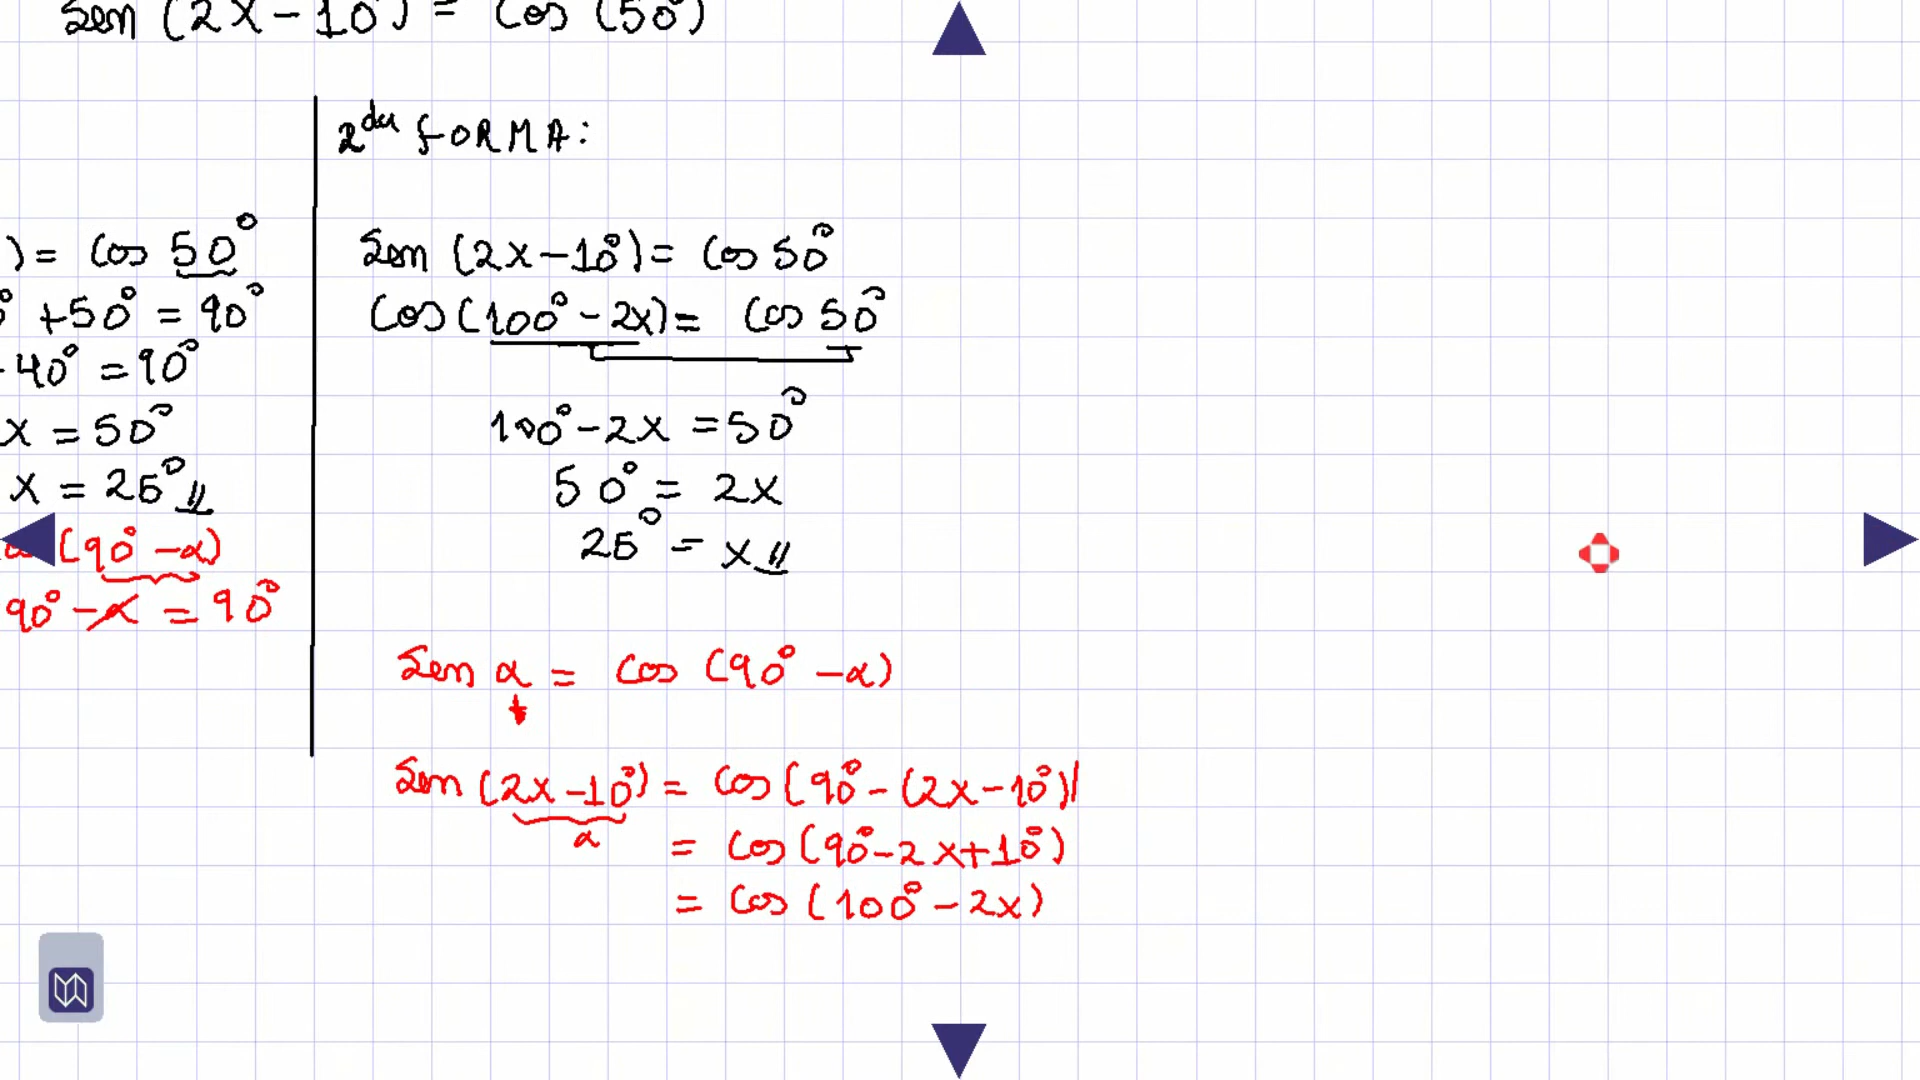 Sen (2x-10°) = Cos (50°)
) = Cos 50°
° +50° = 90°
- 40° = 90°
x = 50°
x = 25°
(90° -α)
90° -α = 90°
2da FORMA:
Sen (2x-10°) = Cos 50°
Cos (100° - 2x) = Cos 50°
100° - 2x = 50°
50° = 2x
25° = x
Sen α = Cos (90° -α)
Sen (2x -10°) = Cos (90° - (2x-10°)
α
= Cos (90° - 2x+10°)
= Cos (100° - 2x)